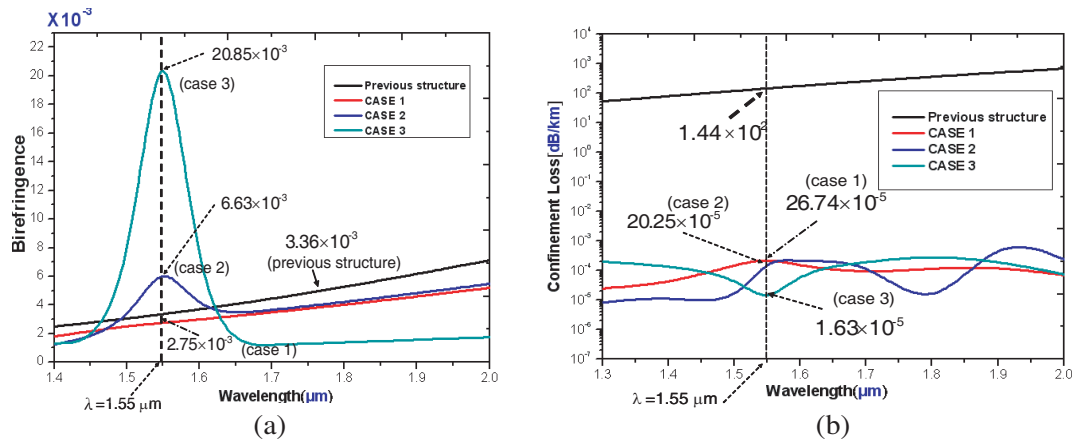 X 10⁻³
22
20
18
16
14
12
10
8
6
4
2
0
Birefringence
20.85×10⁻³
(case 3)
Previous structure
CASE 1
CASE 2
CASE 3
6.63×10⁻³
(case 2)
3.36×10⁻³
(previous structure)
2.75×10⁻³
(case 1)
1.4 1.5 1.6 1.7 1.8 1.9 2.0
Wavelength(μm)
λ =1.55 μm
(a)
10⁴
10³
10²
10¹
10⁰
10⁻¹
10⁻²
10⁻³
10⁻⁴
10⁻⁵
10⁻⁶
10⁻⁷
Confinement Loss[dB/km]
1.44 × 10²
Previous structure
CASE 1
CASE 2
CASE 3
(case 1)
26.74 × 10⁻⁵
(case 2)
20.25 × 10⁻⁵
(case 3)
1.63 × 10⁻⁵
1.3 1.4 1.5 1.6 1.7 1.8 1.9 2.0
Wavelength(μm)
λ =1.55 μm
(b)